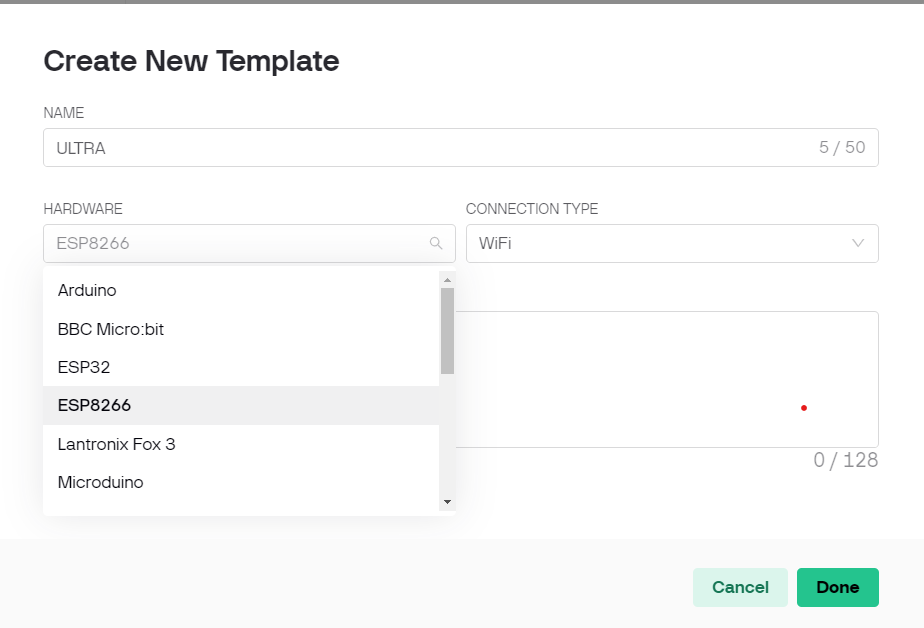 Create New Template
NAME
ULTRA 5 / 50
HARDWARE CONNECTION TYPE
ESP8266 WiFi
Arduino
BBC Micro:bit
ESP32
ESP8266
Lantronix Fox 3
Microduino
0 / 128
Cancel Done